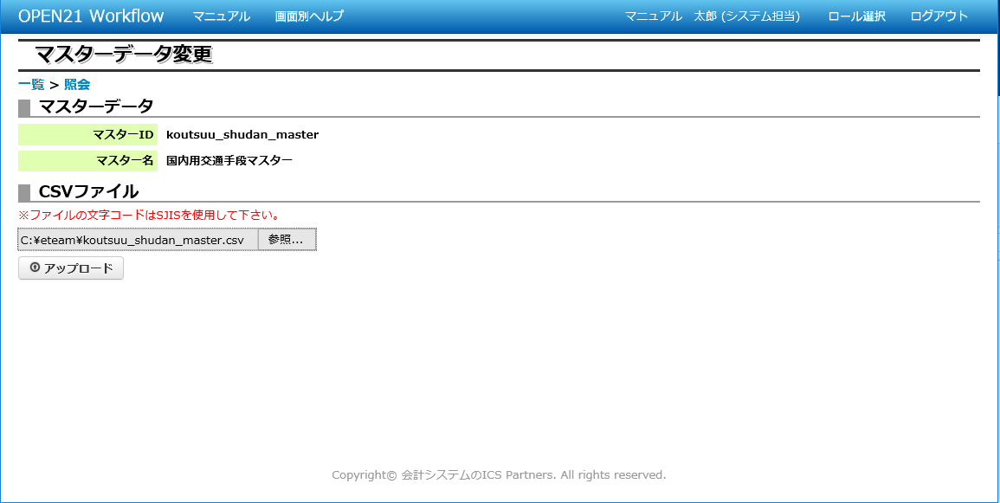 OPEN21 Workflow マニュアル 画面別ヘルプ マニュアル 太郎 (システム担当) ロール選択 ログアウト
マスターデータ変更
一覧 > 照会
マスターデータ
マスターID koutsuu_shudan_master
マスター名 国内用交通手段マスター
CSVファイル
※ファイルの文字コードはSJISを使用して下さい。
C:¥eteam¥koutsuu_shudan_master.csv 参照...
アップロード
Copyright© 会計システムのICS Partners. All rights reserved.